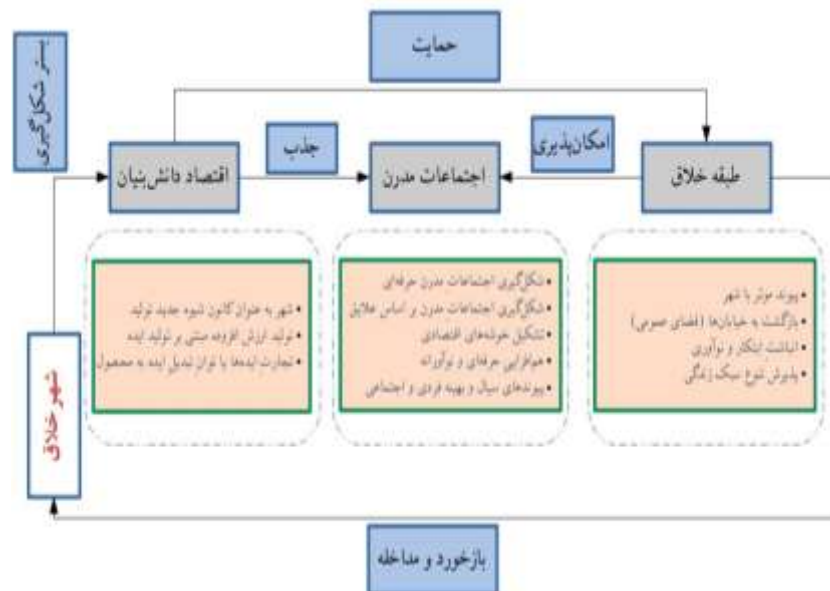 حمایت
بستر شکل‌گیری
جذب
امکان‌پذیری
اقتصاد دانش‌بنیان
اجتماعات مدرن
طبقه خلاق
• پیوند موثر با شهر
• بازگشت به خیابان‌ها (فضای عمومی)
• انباشت ابتکار و نوآوری
• پذیرش تنوع سبک زندگی
• شکل‌گیری اجتماعات مدرن حرفه‌ای
• شکل‌گیری اجتماعات مدرن بر اساس علایق
• تشکیل خوشه‌های اقتصادی
• هم‌افزایی حرفه‌ای و نوآورانه
• پیوندهای سیال و بهینه فردی و اجتماعی
• شهر به عنوان کانون شیوه جدید تولید
• تولید ارزش افزوده مبتنی بر تولید ایده
• تجارت ایده‌ها با توان تبدیل ایده به محصول
شهر خلاق
بازخورد و مداخله